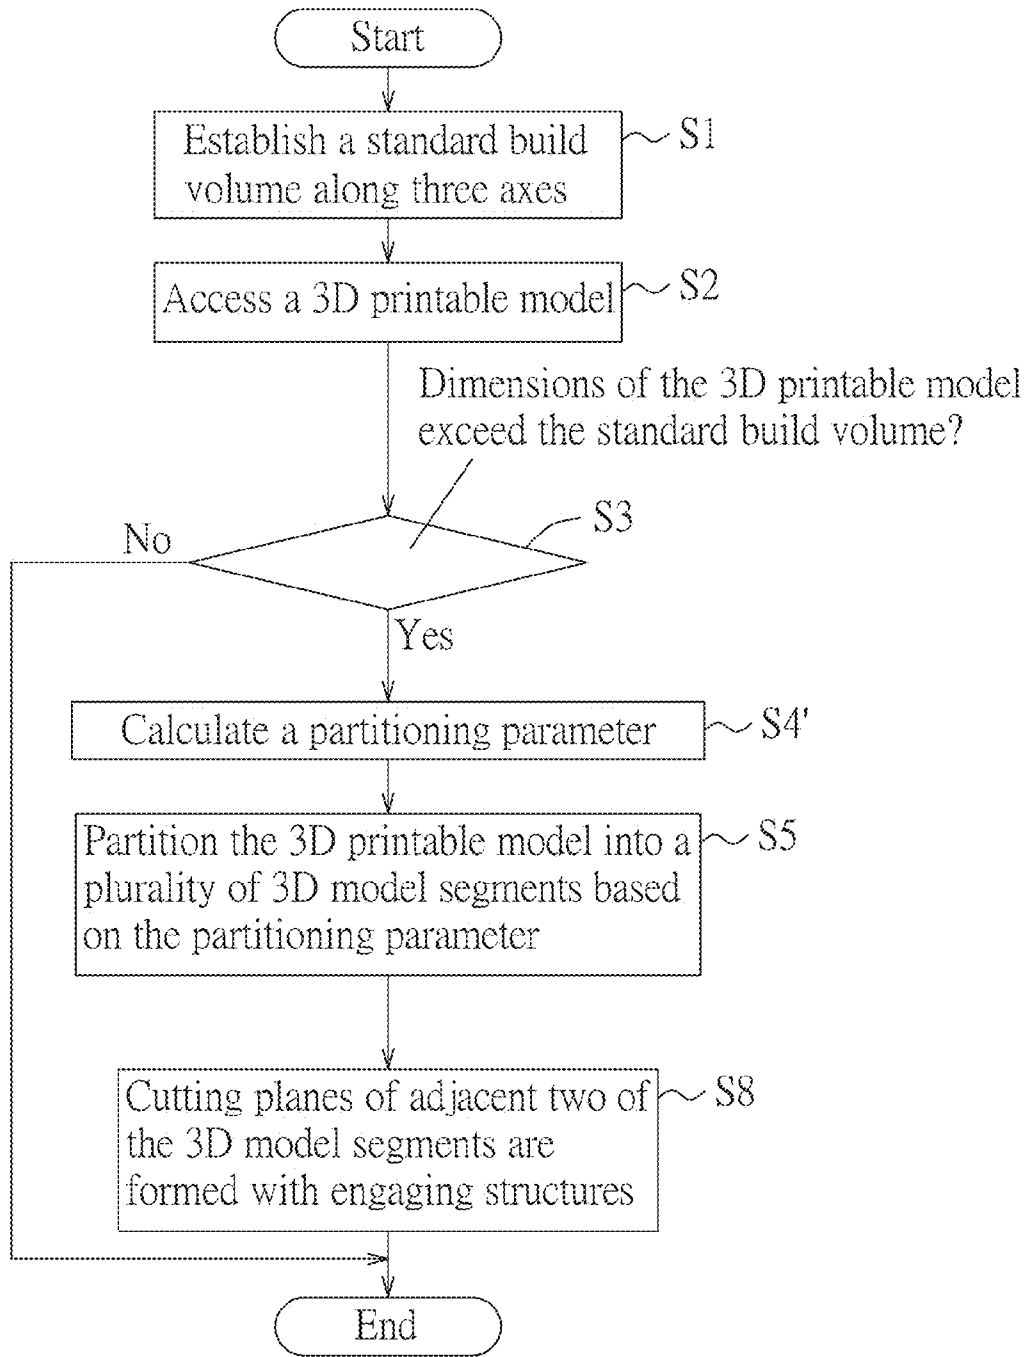 Start
Establish a standard build
volume along three axes
S1
Access a 3D printable model
S2
Dimensions of the 3D printable model
exceed the standard build volume?
S3
No
Yes
Calculate a partitioning parameter
S4'
Partition the 3D printable model into a
plurality of 3D model segments based
on the partitioning parameter
S5
Cutting planes of adjacent two of
the 3D model segments are
formed with engaging structures
S8
End